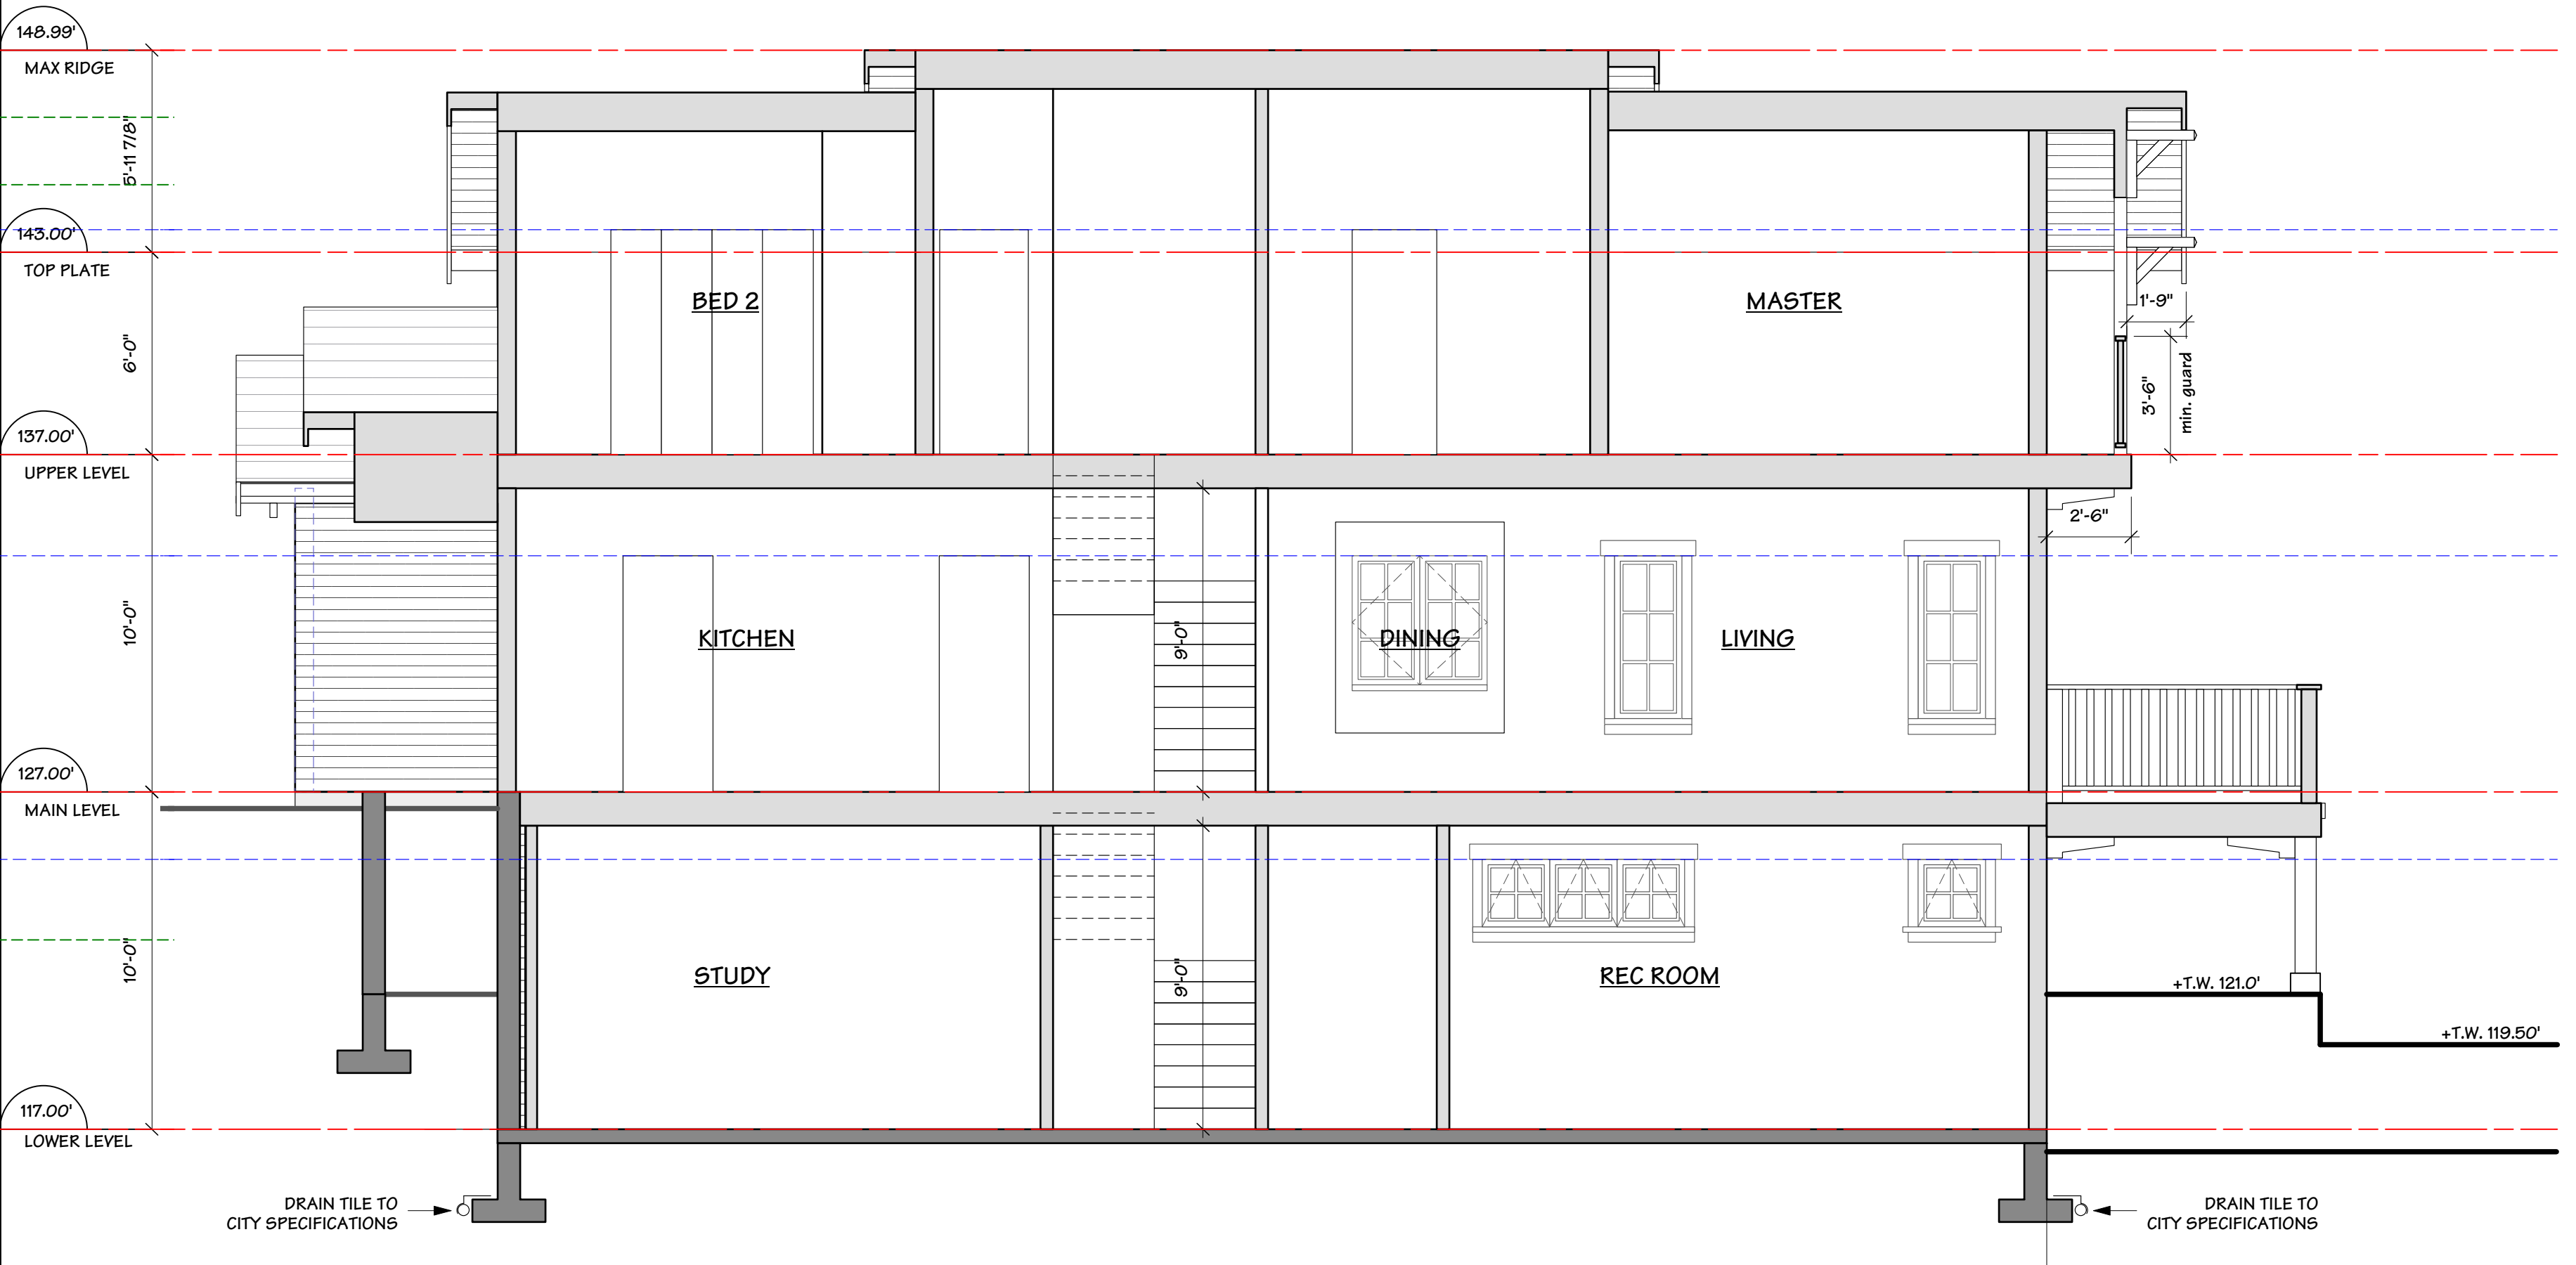 148.99'
MAX RIDGE
5'-11 7/8"
143.00'
TOP PLATE
BED 2
MASTER
1'-9"
6'-0"
3'-6"
min. guard
137.00'
UPPER LEVEL
2'-6"
10'-0"
KITCHEN
9'-0"
DINING
LIVING
127.00'
MAIN LEVEL
10'-0"
STUDY
9'-0"
REC ROOM
+T.W. 121.0'
+T.W. 119.50'
117.00'
LOWER LEVEL
DRAIN TILE TO
CITY SPECIFICATIONS
DRAIN TILE TO
CITY SPECIFICATIONS